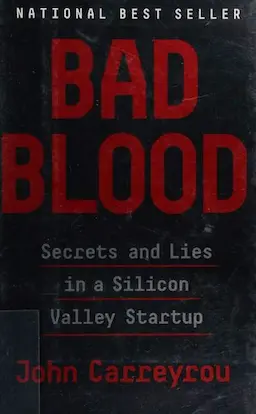 NATIONAL BEST SELLER
BAD
BLOOD
Secrets and Lies
in a Silicon
Valley Startup
John Carreyrou